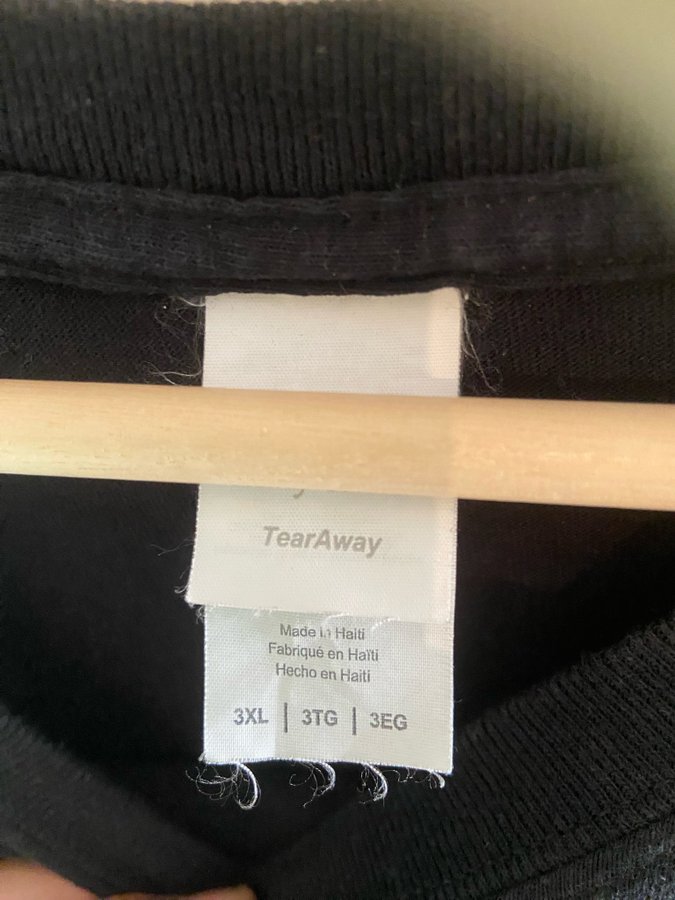 TearAway
Made in Haiti
Fabriqué en Haïti
Hecho en Haiti
3XL | 3TG | 3EG